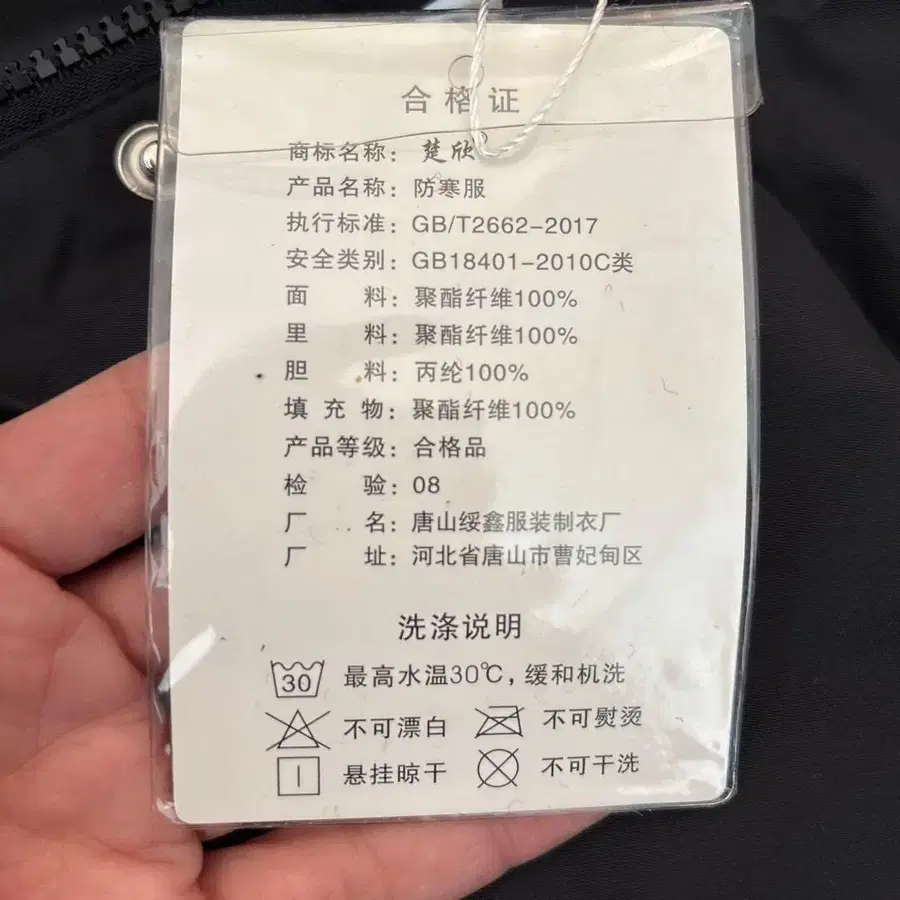 合格证
商标名称：楚欣
产品名称：防寒服
执行标准：GB/T2662-2017
安全类别：GB18401-2010C类
面料：聚酯纤维100%
里料：聚酯纤维100%
胆料：丙纶100%
填充物：聚酯纤维100%
产品等级：合格品
检验：08
厂名：唐山绥鑫服装制衣厂
厂址：河北省唐山市曹妃甸区
洗涤说明
30 最高水温30℃，缓和机洗
不可漂白 不可熨烫
悬挂晾干 不可干洗